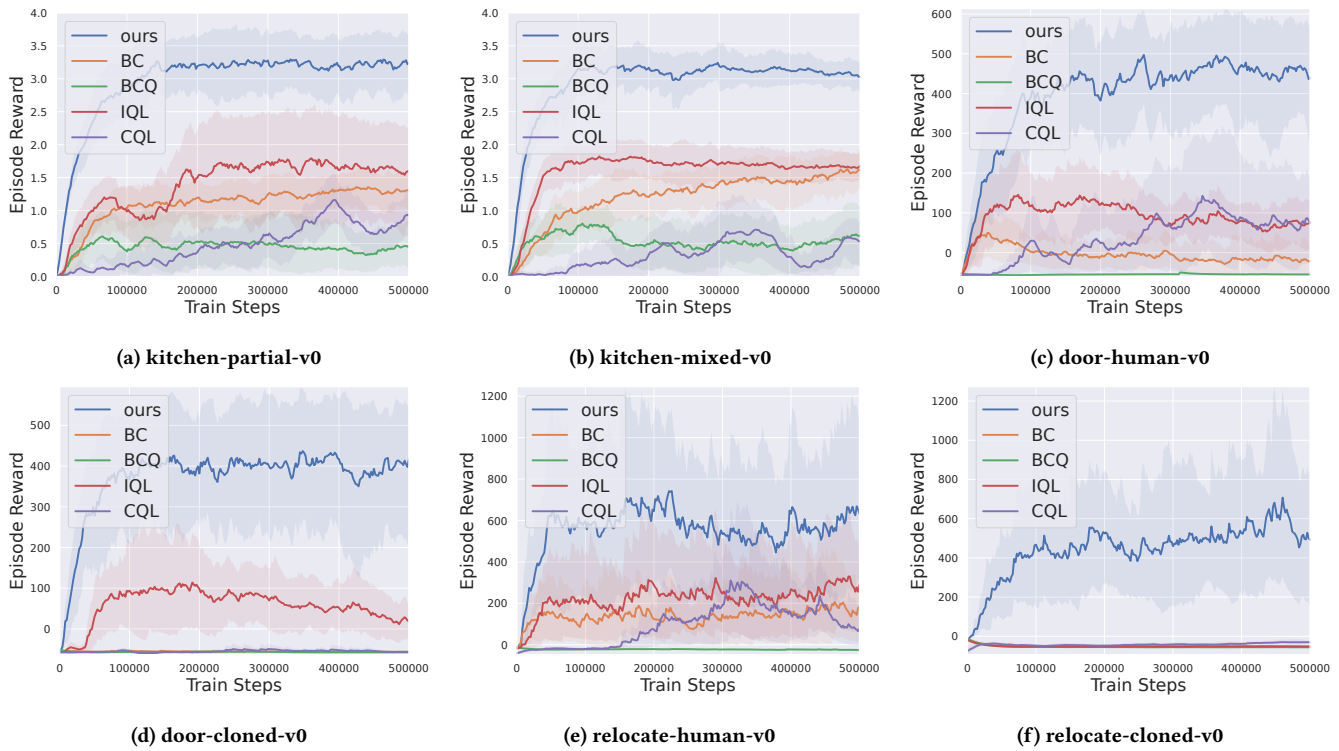 4.0
3.5
3.0
2.5
2.0
1.5
1.0
0.5
0.0
Episode Reward
ours
BC
BCQ
IQL
CQL
0 100000 200000 300000 400000 500000
Train Steps
(a) kitchen-partial-v0
4.0
3.5
3.0
2.5
2.0
1.5
1.0
0.5
0.0
Episode Reward
ours
BC
BCQ
IQL
CQL
0 100000 200000 300000 400000 500000
Train Steps
(b) kitchen-mixed-v0
600
500
400
300
200
100
0
Episode Reward
ours
BC
BCQ
IQL
CQL
0 100000 200000 300000 400000 500000
Train Steps
(c) door-human-v0
500
400
300
200
100
0
Episode Reward
ours
BC
BCQ
IQL
CQL
0 100000 200000 300000 400000 500000
Train Steps
(d) door-cloned-v0
1200
1000
800
600
400
200
0
Episode Reward
ours
BC
BCQ
IQL
CQL
0 100000 200000 300000 400000 500000
Train Steps
(e) relocate-human-v0
1200
1000
800
600
400
200
0
Episode Reward
ours
BC
BCQ
IQL
CQL
0 100000 200000 300000 400000 500000
Train Steps
(f) relocate-cloned-v0